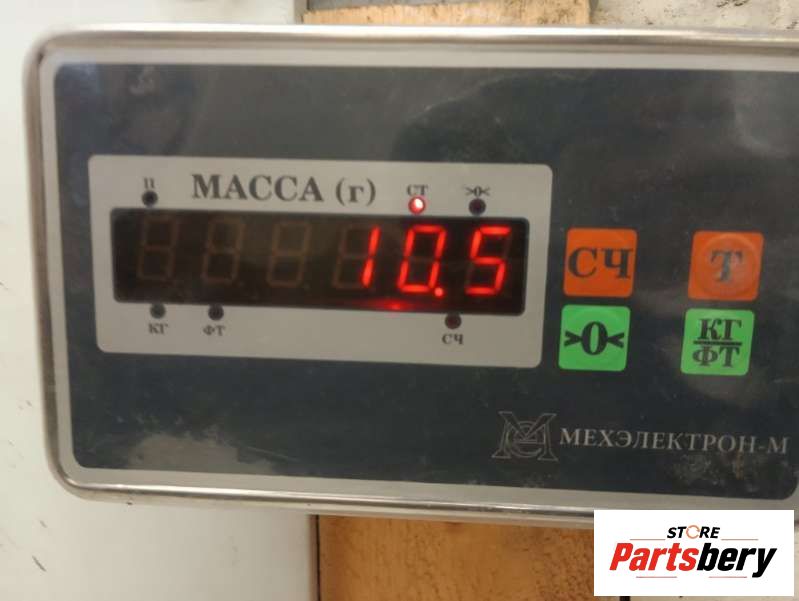 П МАССА (г) СТ >0<
10.5
КГ ФТ СЧ
СЧ Т
>0< КГ
ФТ
МЕХЭЛЕКТРОН-М
STORE
Partsbery